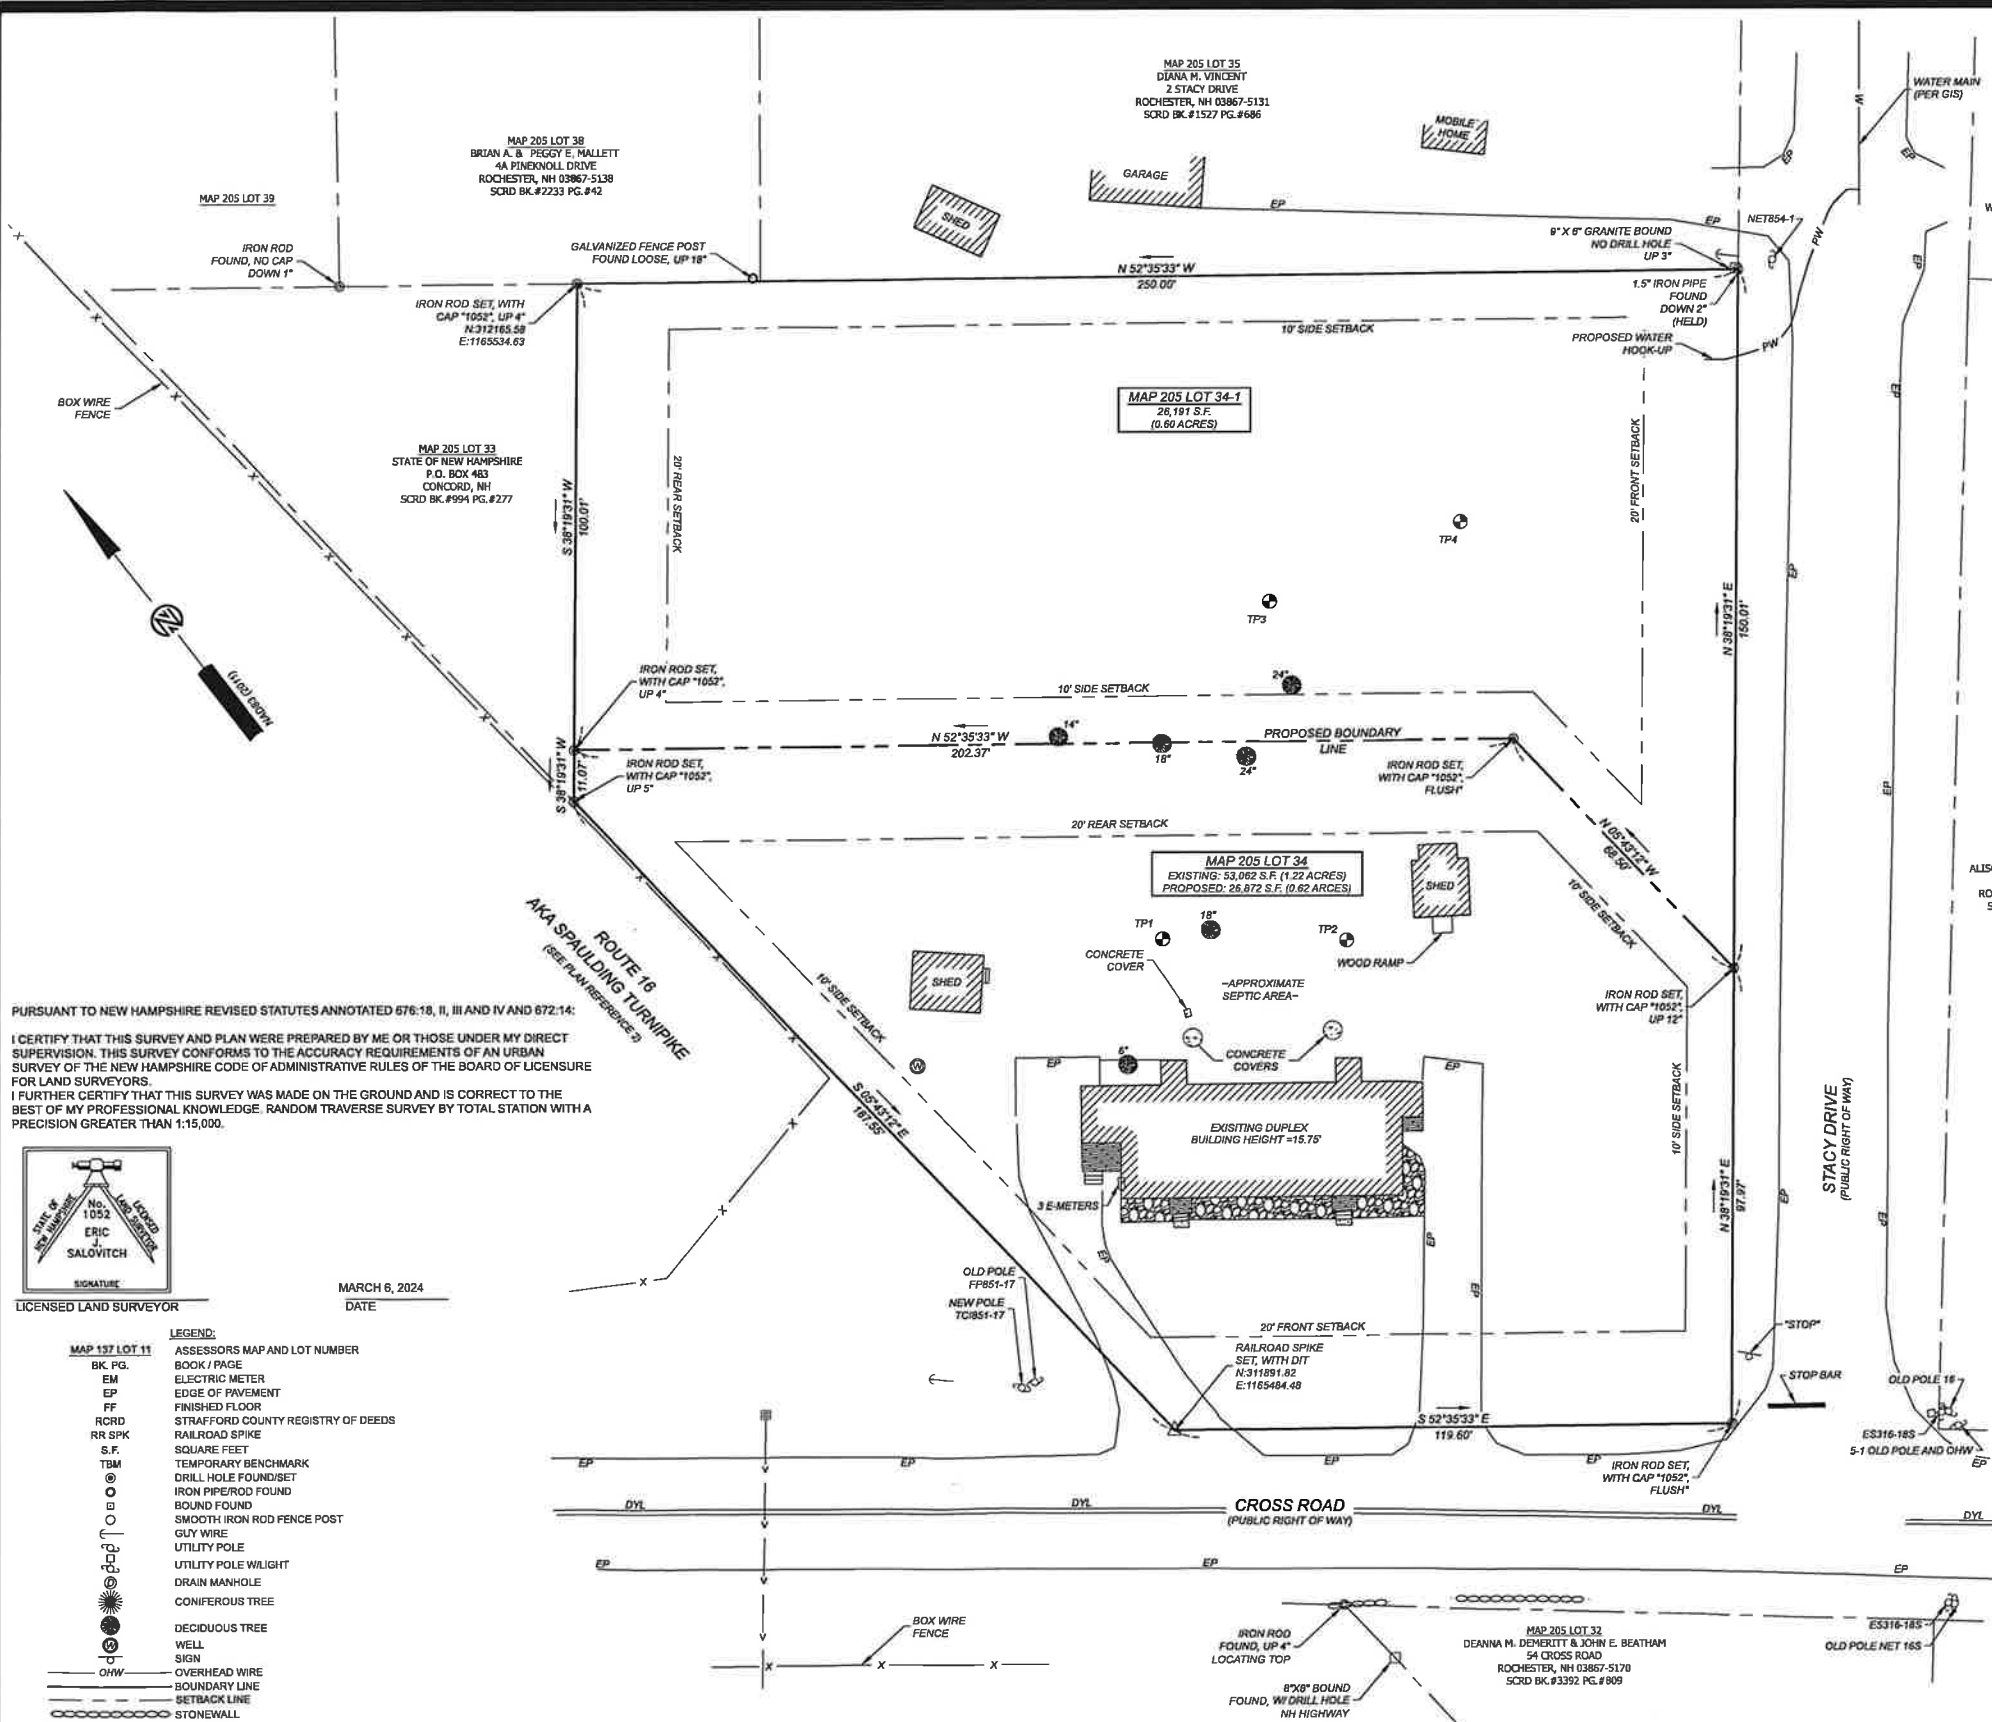 MAP 205 LOT 35
DIANA M. VINCENT
2 STACY DRIVE
ROCHESTER, NH 03867-5131
SCRD BK.#1527 PG.#686
MOBILE
HOME
GARAGE
SHED
WATER MAIN
(PER GIS)
W
EP
EP
MAP 205 LOT 38
BRIAN A. & PEGGY E. MALLETT
4A PINEKNOLL DRIVE
ROCHESTER, NH 03867-5138
SCRD BK.#2233 PG.#42
MAP 205 LOT 39
IRON ROD
FOUND, NO CAP
DOWN 1"
GALVANIZED FENCE POST
FOUND LOOSE, UP 18"
EP
EP
NET854-1
PW
EP
9" X 6" GRANITE BOUND
NO DRILL HOLE
UP 3"
N 52°35'33" W
250.00'
1.5" IRON PIPE
FOUND
DOWN 2"
(HELD)
IRON ROD SET, WITH
CAP "1052", UP 4"
N:312165.58
E:1165534.63
10' SIDE SETBACK
PROPOSED WATER
HOOK-UP
PW
BOX WIRE
FENCE
MAP 205 LOT 34-1
26,191 S.F.
(0.60 ACRES)
EP
EP
MAP 205 LOT 33
STATE OF NEW HAMPSHIRE
P.O. BOX 483
CONCORD, NH
SCRD BK.#994 PG.#277
S 38°19'31" W
100.01'
20' REAR SETBACK
20' FRONT SETBACK
TP4
TP3
EP
N 38°19'31" E
150.01'
NAD83 (2011)
IRON ROD SET,
WITH CAP "1052",
UP 4"
24"
10' SIDE SETBACK
14"
N 52°35'33" W
202.37'
18"
24"
PROPOSED BOUNDARY
LINE
S 38°19'31" W
11.07'
IRON ROD SET,
WITH CAP "1052",
UP 5"
IRON ROD SET,
WITH CAP "1052",
FLUSH"
EP
EP
20' REAR SETBACK
N 05°43'12" W
68.50'
MAP 205 LOT 34
EXISTING: 53,062 S.F. (1.22 ACRES)
PROPOSED: 26,872 S.F. (0.62 ARCES)
SHED
10' SIDE SETBACK
ROUTE 16
AKA SPAULDING TURNIPIKE
(SEE PLAN REFERENCE 2)
TP1
18"
TP2
CONCRETE
COVER
WOOD RAMP
SHED
10' SIDE SETBACK
~APPROXIMATE
SEPTIC AREA~
IRON ROD SET,
WITH CAP "1052",
UP 12"
PURSUANT TO NEW HAMPSHIRE REVISED STATUTES ANNOTATED 676:18, II, III AND IV AND 672:14:
I CERTIFY THAT THIS SURVEY AND PLAN WERE PREPARED BY ME OR THOSE UNDER MY DIRECT
SUPERVISION. THIS SURVEY CONFORMS TO THE ACCURACY REQUIREMENTS OF AN URBAN
SURVEY OF THE NEW HAMPSHIRE CODE OF ADMINISTRATIVE RULES OF THE BOARD OF LICENSURE
FOR LAND SURVEYORS.
I FURTHER CERTIFY THAT THIS SURVEY WAS MADE ON THE GROUND AND IS CORRECT TO THE
BEST OF MY PROFESSIONAL KNOWLEDGE. RANDOM TRAVERSE SURVEY BY TOTAL STATION WITH A
PRECISION GREATER THAN 1:15,000.
W
EP
6"
CONCRETE
COVERS
EP
S 05°43'12" E
187.55'
EXISITING DUPLEX
BUILDING HEIGHT =15.75'
10' SIDE SETBACK
STACY DRIVE
(PUBLIC RIGHT OF WAY)
3 E-METERS
N 38°19'31" E
97.97'
EP
EP
EP
EP
EP
STATE OF
NEW HAMPSHIRE
LICENSED
LAND SURVEYOR
No.
1052
ERIC
J.
SALOVITCH
SIGNATURE
LICENSED LAND SURVEYOR
MARCH 6, 2024
DATE
OLD POLE
FP851-17
NEW POLE
TCI851-17
20' FRONT SETBACK
RAILROAD SPIKE
SET, WITH DIT
N:311891.82
E:1165484.48
"STOP"
STOP BAR
OLD POLE 16
S 52°35'33" E
119.60'
ES316-18S
5-1 OLD POLE AND OHW
EP
EP
EP
EP
EP
IRON ROD SET,
WITH CAP "1052",
FLUSH"
DYL
DYL
CROSS ROAD
(PUBLIC RIGHT OF WAY)
DYL
DYL
EP
EP
EP
BOX WIRE
FENCE
IRON ROD
FOUND, UP 4"
LOCATING TOP
8"X8" BOUND
FOUND, W/ DRILL HOLE
NH HIGHWAY
MAP 205 LOT 32
DEANNA M. DEMERITT & JOHN E. BEATHAM
54 CROSS ROAD
ROCHESTER, NH 03867-5170
SCRD BK.#3392 PG.#809
ES316-18S
OLD POLE NET 16S
LEGEND:
MAP 137 LOT 11 ASSESSORS MAP AND LOT NUMBER
BK. PG. BOOK / PAGE
EM ELECTRIC METER
EP EDGE OF PAVEMENT
FF FINISHED FLOOR
RCRD STRAFFORD COUNTY REGISTRY OF DEEDS
RR SPK RAILROAD SPIKE
S.F. SQUARE FEET
TBM TEMPORARY BENCHMARK
DRILL HOLE FOUND/SET
IRON PIPE/ROD FOUND
BOUND FOUND
SMOOTH IRON ROD FENCE POST
GUY WIRE
UTILITY POLE
UTILITY POLE W/LIGHT
D DRAIN MANHOLE
CONIFEROUS TREE
DECIDUOUS TREE
W WELL
SIGN
OHW OVERHEAD WIRE
BOUNDARY LINE
SETBACK LINE
STONEWALL